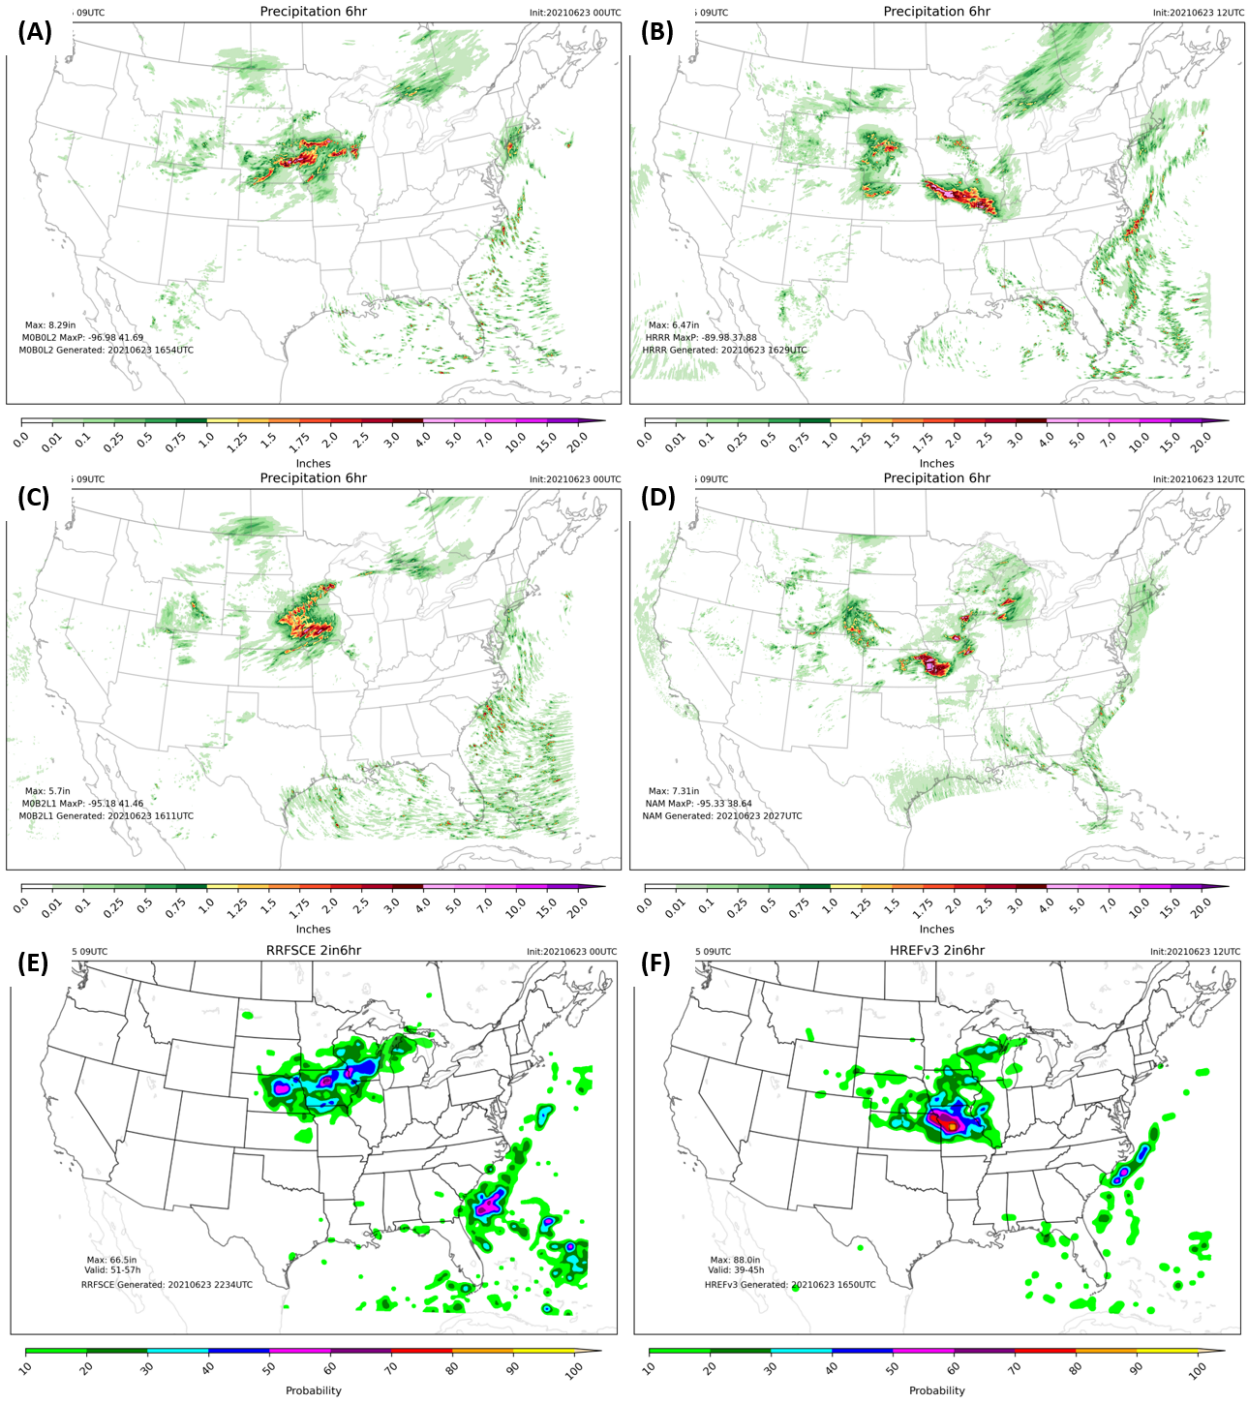 (A)
5 09UTC
Precipitation 6hr
Init:20210623 00UTC
Max: 8.29in
M0B0L2 MaxP: -96.98 41.69
M0B0L2 Generated: 20210623 1654UTC
0.0 0.01 0.1 0.25 0.5 0.75 1.0 1.25 1.5 1.75 2.0 2.5 3.0 4.0 5.0 7.0 10.0 15.0 20.0
Inches
(B)
5 09UTC
Precipitation 6hr
Init:20210623 12UTC
Max: 6.47in
HRRR MaxP: -89.98 37.88
HRRR Generated: 20210623 1629UTC
0.0 0.01 0.1 0.25 0.5 0.75 1.0 1.25 1.5 1.75 2.0 2.5 3.0 4.0 5.0 7.0 10.0 15.0 20.0
Inches
(C)
5 09UTC
Precipitation 6hr
Init:20210623 00UTC
Max: 5.7in
M0B2L1 MaxP: -95.18 41.46
M0B2L1 Generated: 20210623 1611UTC
0.0 0.01 0.1 0.25 0.5 0.75 1.0 1.25 1.5 1.75 2.0 2.5 3.0 4.0 5.0 7.0 10.0 15.0 20.0
Inches
(D)
5 09UTC
Precipitation 6hr
Init:20210623 12UTC
Max: 7.31in
NAM MaxP: -95.33 38.64
NAM Generated: 20210623 2027UTC
0.0 0.01 0.1 0.25 0.5 0.75 1.0 1.25 1.5 1.75 2.0 2.5 3.0 4.0 5.0 7.0 10.0 15.0 20.0
Inches
(E)
5 09UTC
RRFSCE 2in6hr
Init:20210623 00UTC
Max: 66.5in
Valid: 51-57h
RRFSCE Generated: 20210623 2234UTC
10 20 30 40 50 60 70 80 90 100
Probability
(F)
5 09UTC
HREFv3 2in6hr
Init:20210623 12UTC
Max: 88.0in
Valid: 39-45h
HREFv3 Generated: 20210623 1650UTC
10 20 30 40 50 60 70 80 90 100
Probability